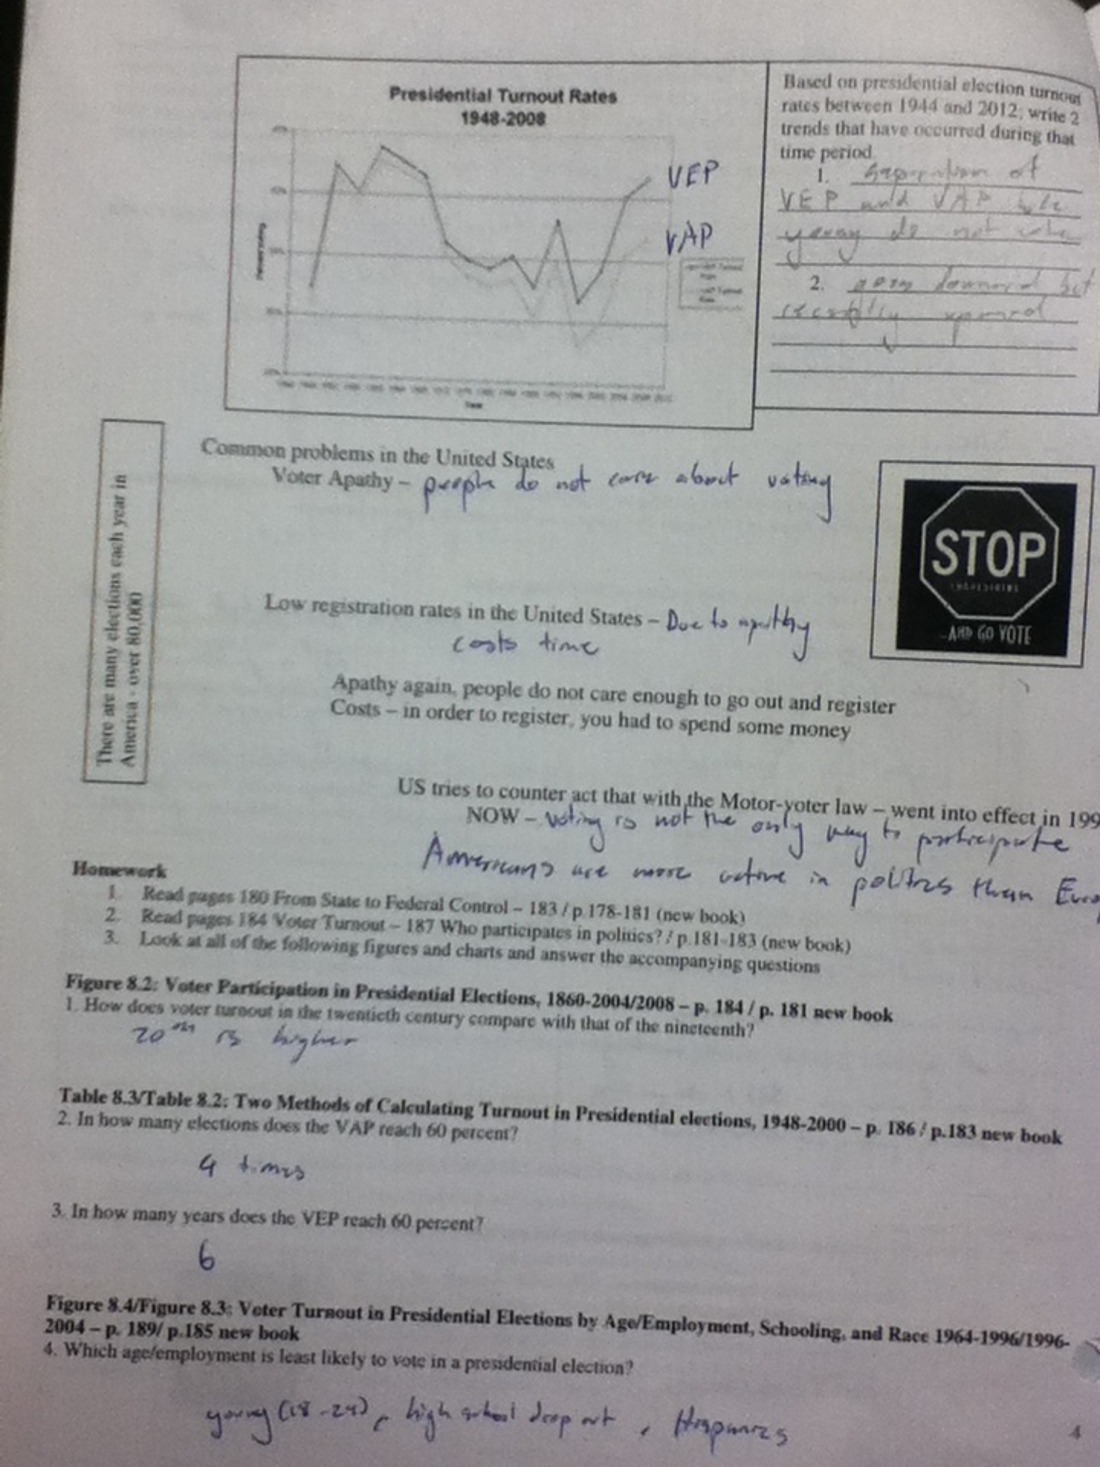 Presidential Turnout Rates
1948-2008
VEP
VAP
Year
Based on presidential election turnout
rates between 1944 and 2012, write 2
trends that have occurred during that
time period.
1. Separation of
VEP and VAP b/c
young do not vote
2. goes downward but
recently upward
Common problems in the United States
Voter Apathy – people do not care about voting
There are many elections each year in
America - over 80,000
STOP
...AND GO VOTE
Low registration rates in the United States – Due to apathy
costs time
Apathy again, people do not care enough to go out and register
Costs – in order to register, you had to spend some money
US tries to counter act that with the Motor-voter law – went into effect in 199
NOW – voting is not the only way to participate
Americans are more active in politics than Euro
Homework
1. Read pages 180 From State to Federal Control – 183 / p.178-181 (new book)
2. Read pages 184 Voter Turnout – 187 Who participates in politics? / p.181-183 (new book)
3. Look at all of the following figures and charts and answer the accompanying questions
Figure 8.2: Voter Participation in Presidential Elections, 1860-2004/2008 – p. 184 / p. 181 new book
1. How does voter turnout in the twentieth century compare with that of the nineteenth?
20th is higher
Table 8.3/Table 8.2: Two Methods of Calculating Turnout in Presidential elections, 1948-2000 – p. 186 / p.183 new book
2. In how many elections does the VAP reach 60 percent?
4 times
3. In how many years does the VEP reach 60 percent?
6
Figure 8.4/Figure 8.3: Voter Turnout in Presidential Elections by Age/Employment, Schooling, and Race 1964-1996/1996-
2004 – p. 189/ p.185 new book
4. Which age/employment is least likely to vote in a presidential election?
young (18-24), high school drop out, Hispanics
4